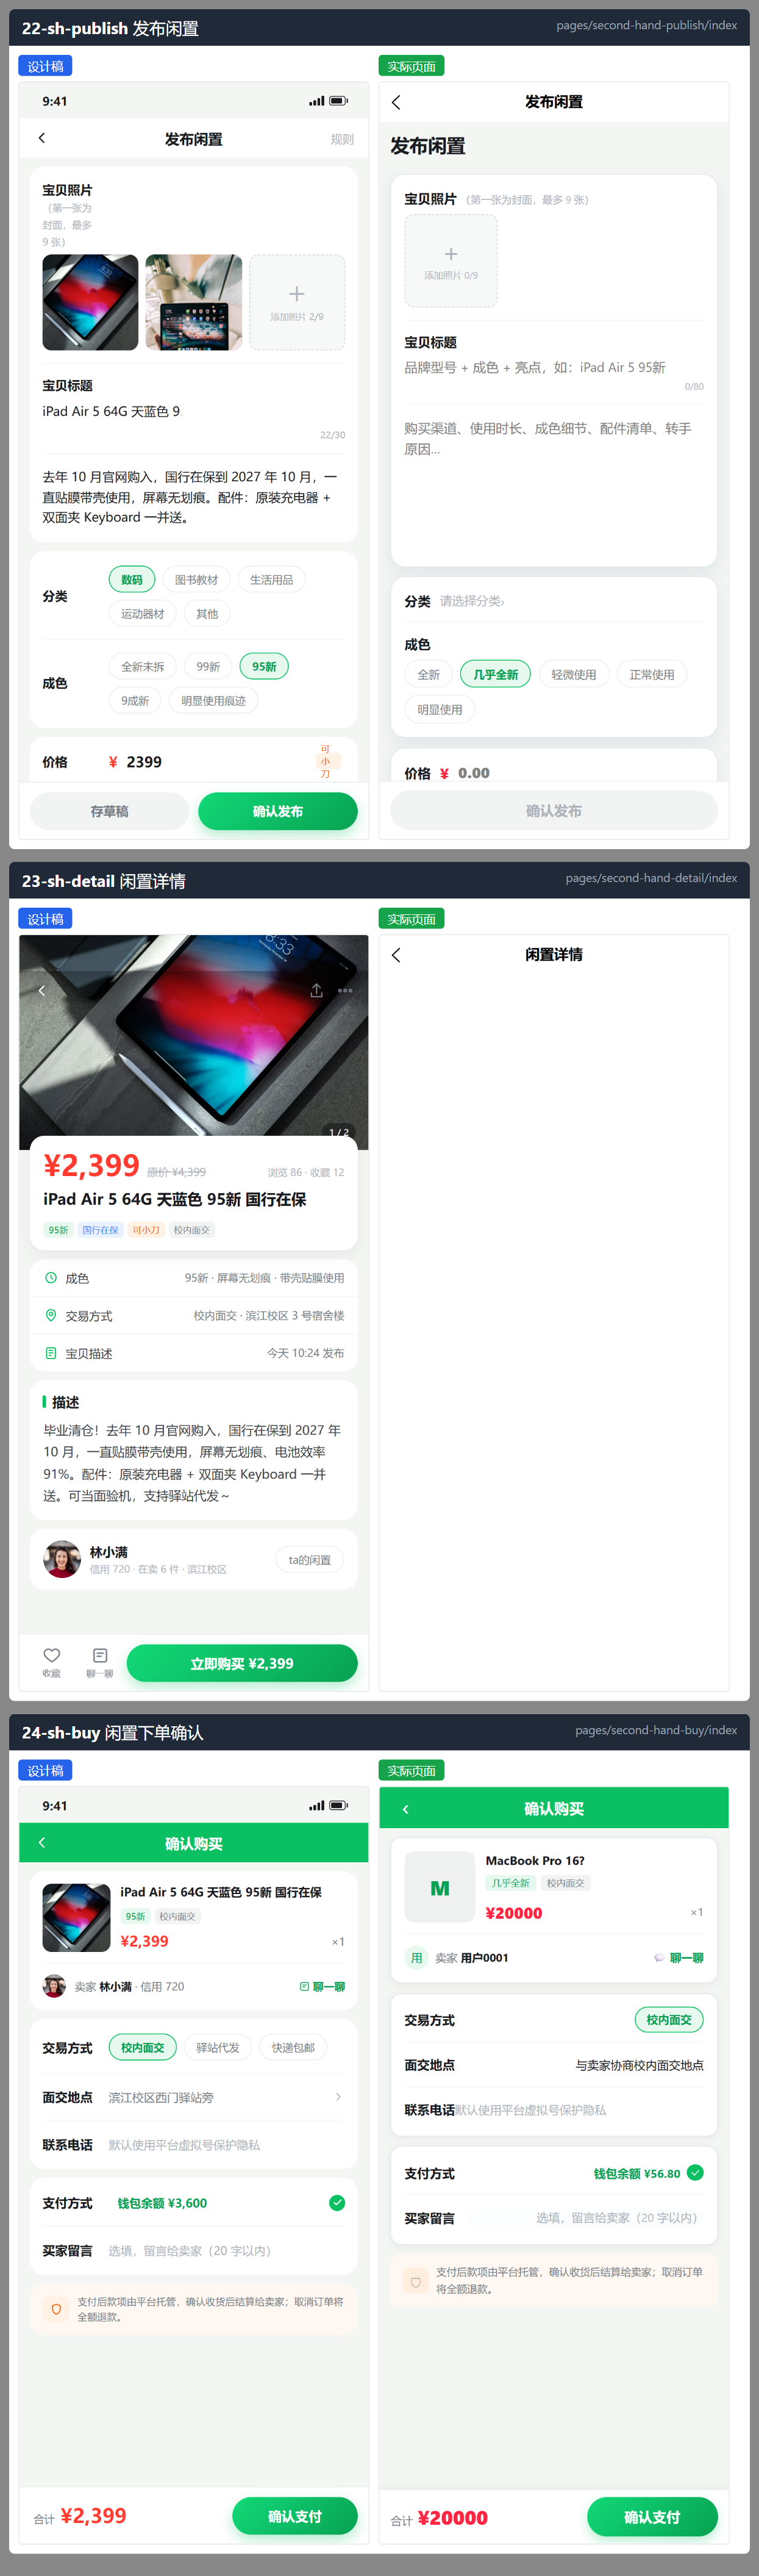 22-sh-publish 发布闲置
pages/second-hand-publish/index
设计稿
9:41
发布闲置
规则
宝贝照片
（第一张为
封面，最多
9 张）
添加照片 2/9
宝贝标题
iPad Air 5 64G 天蓝色 9
22/30
去年 10 月官网购入，国行在保到 2027 年 10 月，一
直贴膜带壳使用，屏幕无划痕。配件：原装充电器 +
双面夹 Keyboard 一并送。
分类
数码
图书教材
生活用品
运动器材
其他
成色
全新未拆
99新
95新
9成新
明显使用痕迹
价格
¥ 2399
可
小
刀
存草稿
确认发布
实际页面
发布闲置
发布闲置
宝贝照片 （第一张为封面，最多 9 张）
添加照片 0/9
宝贝标题
品牌型号 + 成色 + 亮点，如：iPad Air 5 95新
0/80
购买渠道、使用时长、成色细节、配件清单、转手
原因...
分类 请选择分类›
成色
全新
几乎全新
轻微使用
正常使用
明显使用
价格 ¥ 0.00
确认发布
23-sh-detail 闲置详情
pages/second-hand-detail/index
设计稿
8:33
1 / 2
¥2,399 原价 ¥4,399
浏览 86 · 收藏 12
iPad Air 5 64G 天蓝色 95新 国行在保
95新
国行在保
可小刀
校内面交
成色
95新 · 屏幕无划痕 · 带壳贴膜使用
交易方式
校内面交 · 滨江校区 3 号宿舍楼
宝贝描述
今天 10:24 发布
描述
毕业清仓！去年 10 月官网购入，国行在保到 2027 年
10 月，一直贴膜带壳使用，屏幕无划痕、电池效率
91%。配件：原装充电器 + 双面夹 Keyboard 一并
送。可当面验机，支持驿站代发～
林小满
信用 720 · 在卖 6 件 · 滨江校区
ta的闲置
收藏
聊一聊
立即购买 ¥2,399
实际页面
闲置详情
24-sh-buy 闲置下单确认
pages/second-hand-buy/index
设计稿
9:41
确认购买
iPad Air 5 64G 天蓝色 95新 国行在保
95新
校内面交
¥2,399
×1
卖家 林小满 · 信用 720
聊一聊
交易方式
校内面交
驿站代发
快递包邮
面交地点
滨江校区西门驿站旁
联系电话
默认使用平台虚拟号保护隐私
支付方式
钱包余额 ¥3,600
买家留言
选填，留言给卖家（20 字以内）
支付后款项由平台托管，确认收货后结算给卖家；取消订单将
全额退款。
合计 ¥2,399
确认支付
实际页面
确认购买
M
MacBook Pro 16?
几乎全新
校内面交
¥20000
×1
用
卖家 用户0001
聊一聊
交易方式
校内面交
面交地点
与卖家协商校内面交地点
联系电话默认使用平台虚拟号保护隐私
支付方式
钱包余额 ¥56.80
买家留言
选填，留言给卖家（20 字以内）
支付后款项由平台托管，确认收货后结算给卖家；取消订单
将全额退款。
合计 ¥20000
确认支付